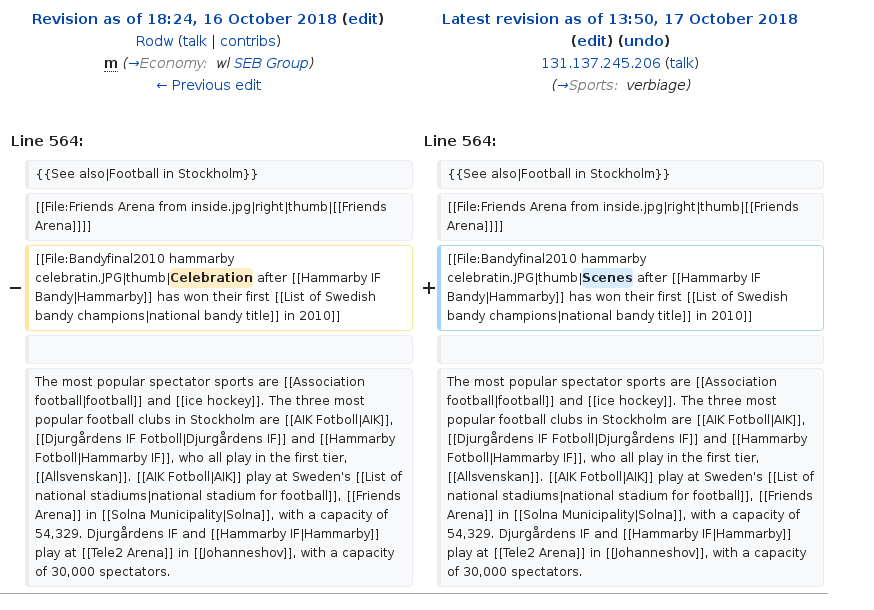 Revision as of 18:24, 16 October 2018 (edit)
Rodw (talk | contribs)
m (→Economy: wl SEB Group)
← Previous edit
Latest revision as of 13:50, 17 October 2018
(edit) (undo)
131.137.245.206 (talk)
(→Sports: verbiage)
Line 564:
Line 564:
{{See also|Football in Stockholm}}
{{See also|Football in Stockholm}}
[[File:Friends Arena from inside.jpg|right|thumb|[[Friends
Arena]]]]
[[File:Friends Arena from inside.jpg|right|thumb|[[Friends
Arena]]]]
−
[[File:Bandyfinal2010 hammarby
celebratin.JPG|thumb|Celebration after [[Hammarby IF
Bandy|Hammarby]] has won their first [[List of Swedish
bandy champions|national bandy title]] in 2010]]
+
[[File:Bandyfinal2010 hammarby
celebratin.JPG|thumb|Scenes after [[Hammarby IF
Bandy|Hammarby]] has won their first [[List of Swedish
bandy champions|national bandy title]] in 2010]]
The most popular spectator sports are [[Association
football|football]] and [[ice hockey]]. The three most
popular football clubs in Stockholm are [[AIK Fotboll|AIK]],
[[Djurgårdens IF Fotboll|Djurgårdens IF]] and [[Hammarby
Fotboll|Hammarby IF]], who all play in the first tier,
[[Allsvenskan]]. [[AIK Fotboll|AIK]] play at Sweden's [[List of
national stadiums|national stadium for football]], [[Friends
Arena]] in [[Solna Municipality|Solna]], with a capacity of
54,329. Djurgårdens IF and [[Hammarby IF|Hammarby]]
play at [[Tele2 Arena]] in [[Johanneshov]], with a capacity
of 30,000 spectators.
The most popular spectator sports are [[Association
football|football]] and [[ice hockey]]. The three most
popular football clubs in Stockholm are [[AIK Fotboll|AIK]],
[[Djurgårdens IF Fotboll|Djurgårdens IF]] and [[Hammarby
Fotboll|Hammarby IF]], who all play in the first tier,
[[Allsvenskan]]. [[AIK Fotboll|AIK]] play at Sweden's [[List of
national stadiums|national stadium for football]], [[Friends
Arena]] in [[Solna Municipality|Solna]], with a capacity of
54,329. Djurgårdens IF and [[Hammarby IF|Hammarby]]
play at [[Tele2 Arena]] in [[Johanneshov]], with a capacity
of 30,000 spectators.